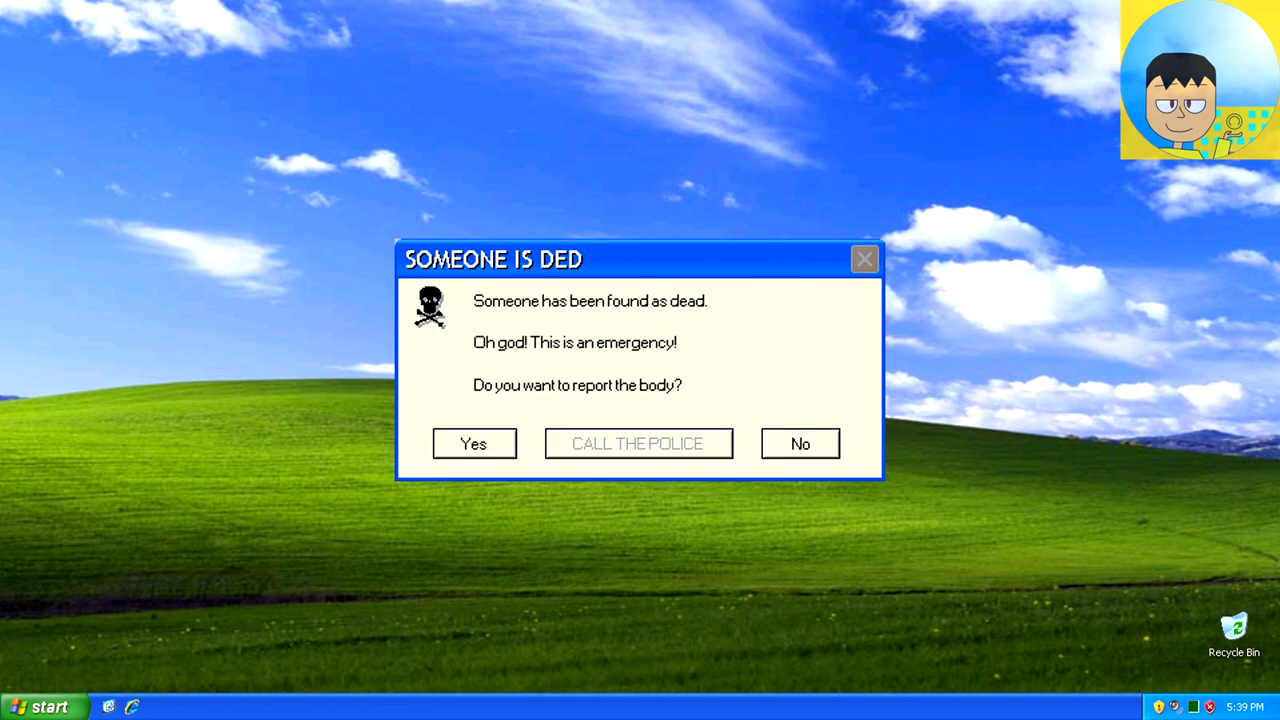 SOMEONE IS DED
Someone has been found as dead.
Oh god! This is an emergency!
Do you want to report the body?
Yes
CALL THE POLICE
No
Recycle Bin
start
5:39 PM